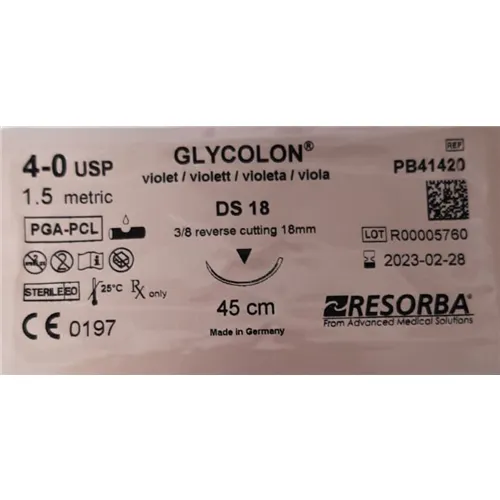 GLYCOLON®
violet / violett / violeta / viola
4-0 USP
1.5 metric
PGA-PCL
DS 18
3/8 reverse cutting 18mm
45 cm
Made in Germany
REF
PB41420
LOT R00005760
2023-02-28
2
STERILE EO
25°C
Rx only
CE 0197
RESORBA®
From Advanced Medical Solutions